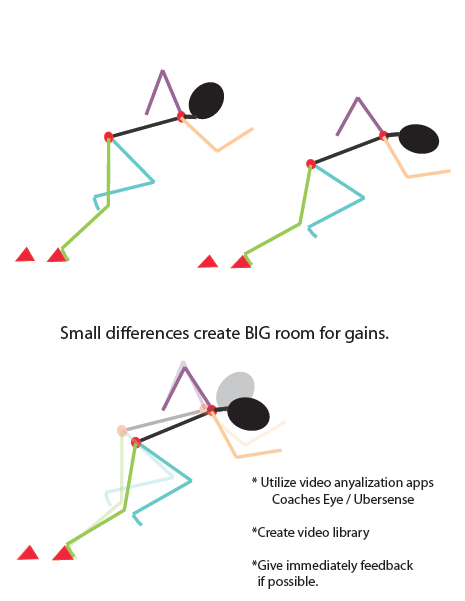 Small differences create BIG room for gains.
* Utilize video anyalization apps
Coaches Eye / Ubersense
*Create video library
*Give immediately feedback
if possible.